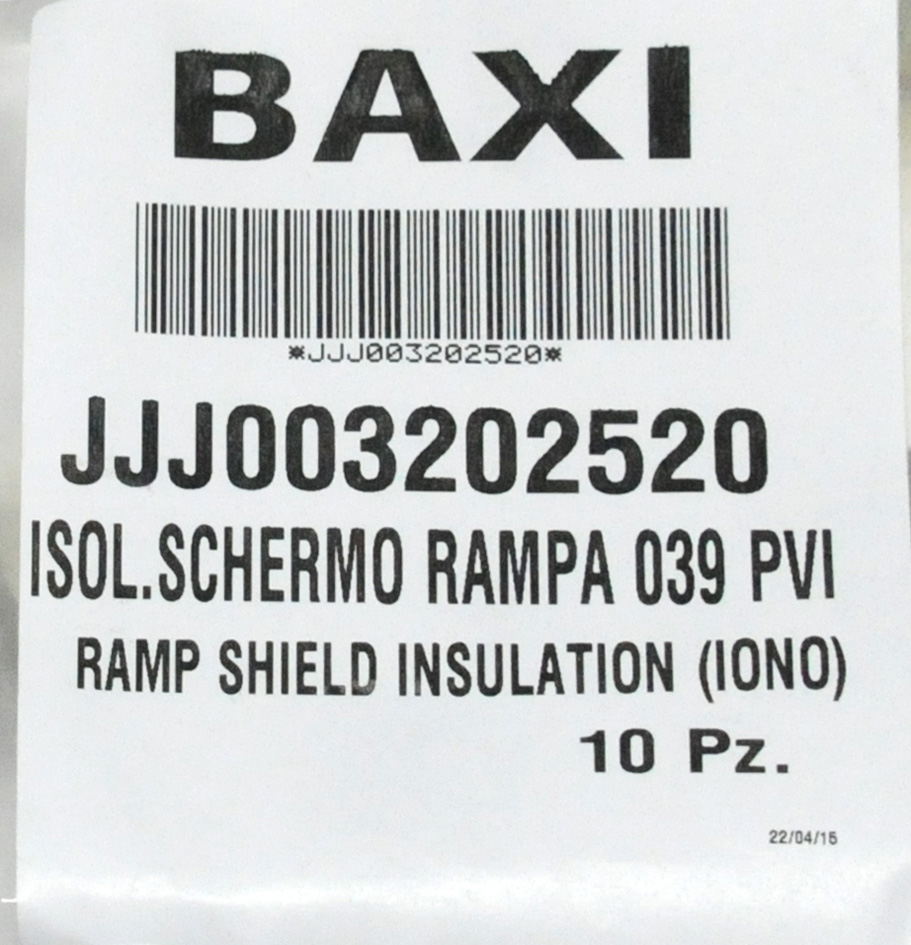 BAXI
*JJJ003202520*
JJJ003202520
ISOL.SCHERMO RAMPA 039 PVI
RAMP SHIELD INSULATION (IONO)
10 Pz.
22/04/15